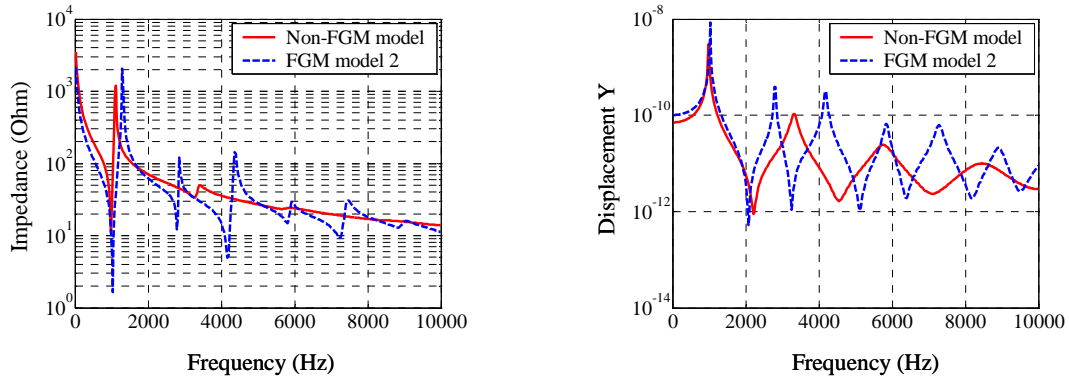 10^4
10^3
10^2
10^1
10^0
Impedance (Ohm)
Non-FGM model
FGM model 2
0 2000 4000 6000 8000 10000
Frequency (Hz)
10^-8
10^-10
10^-12
10^-14
Displacement Y
Non-FGM model
FGM model 2
0 2000 4000 6000 8000 10000
Frequency (Hz)